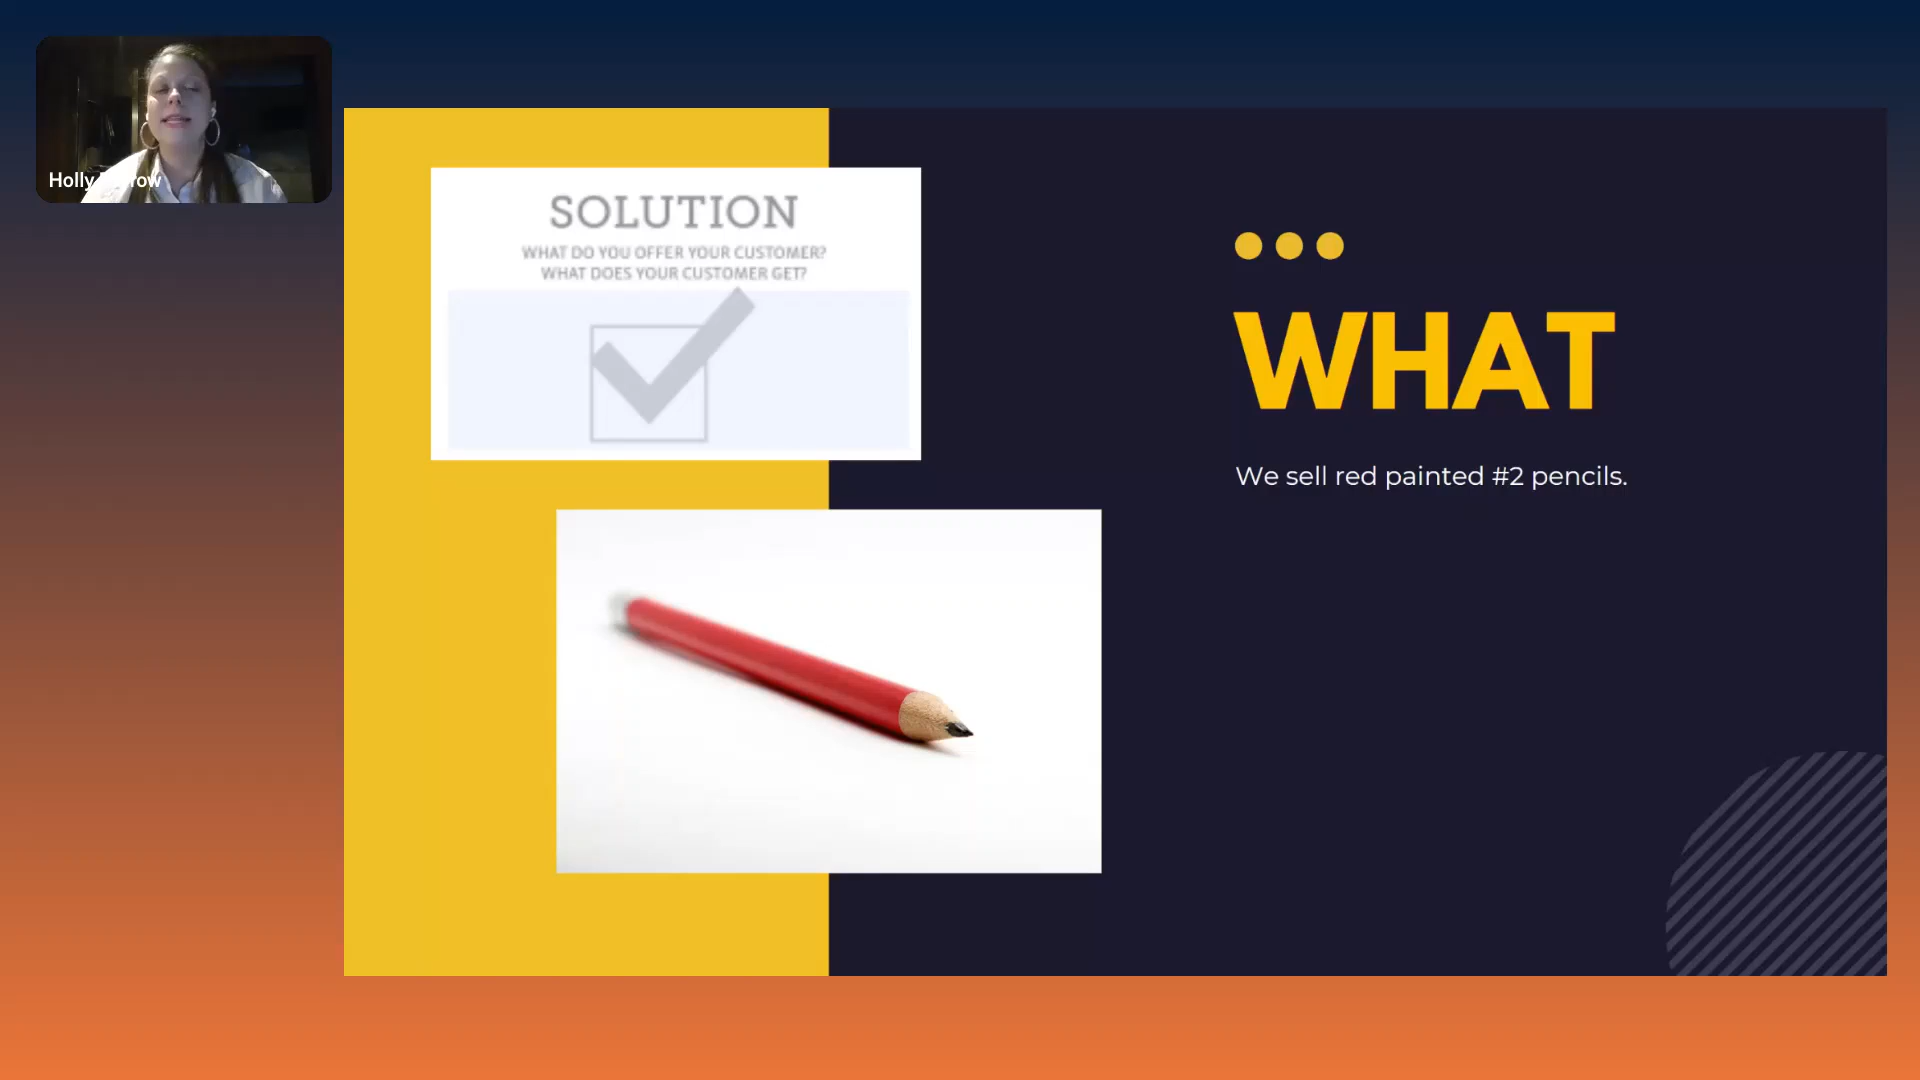 Holly
SOLUTION
WHAT DO YOU OFFER YOUR CUSTOMER?
WHAT DOES YOUR CUSTOMER GET?
WHAT
We sell red painted #2 pencils.